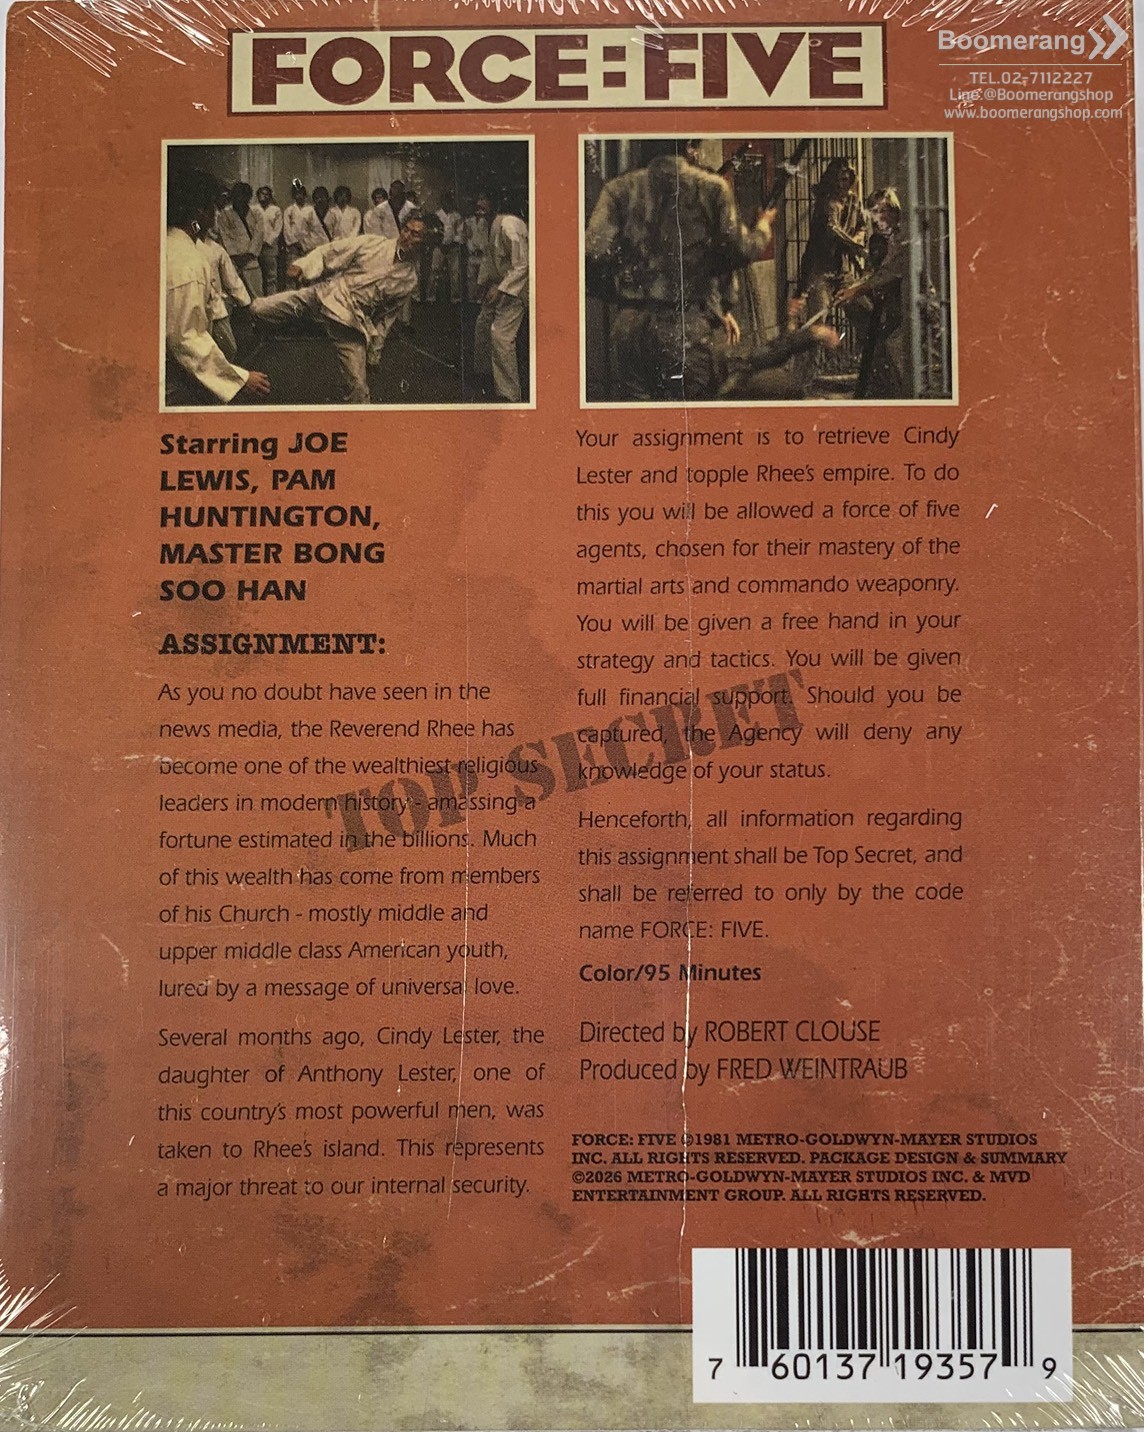 FORCE:FIVE
Boomerang
TEL.02-7112227
Line:@Boomerangshop
www.boomerangshop.com
Starring JOE
LEWIS, PAM
HUNTINGTON,
MASTER BONG
SOO HAN
ASSIGNMENT:
As you no doubt have seen in the
news media, the Reverend Rhee has
become one of the wealthiest religious
leaders in modern history - amassing a
fortune estimated in the billions. Much
of this wealth has come from members
of his Church - mostly middle and
upper middle class American youth,
lured by a message of universal love.
Several months ago, Cindy Lester, the
daughter of Anthony Lester, one of
this country's most powerful men, was
taken to Rhee's island. This represents
a major threat to our internal security.
TOP SECRET
Your assignment is to retrieve Cindy
Lester and topple Rhee's empire. To do
this you will be allowed a force of five
agents, chosen for their mastery of the
martial arts and commando weaponry.
You will be given a free hand in your
strategy and tactics. You will be given
full financial support. Should you be
captured, the Agency will deny any
knowledge of your status.
Henceforth, all information regarding
this assignment shall be Top Secret, and
shall be referred to only by the code
name FORCE: FIVE.
Color/95 Minutes
Directed by ROBERT CLOUSE
Produced by FRED WEINTRAUB
FORCE: FIVE ©1981 METRO-GOLDWYN-MAYER STUDIOS
INC. ALL RIGHTS RESERVED. PACKAGE DESIGN & SUMMARY
©2026 METRO-GOLDWYN-MAYER STUDIOS INC. & MVD
ENTERTAINMENT GROUP. ALL RIGHTS RESERVED.
7 60137 19357 9